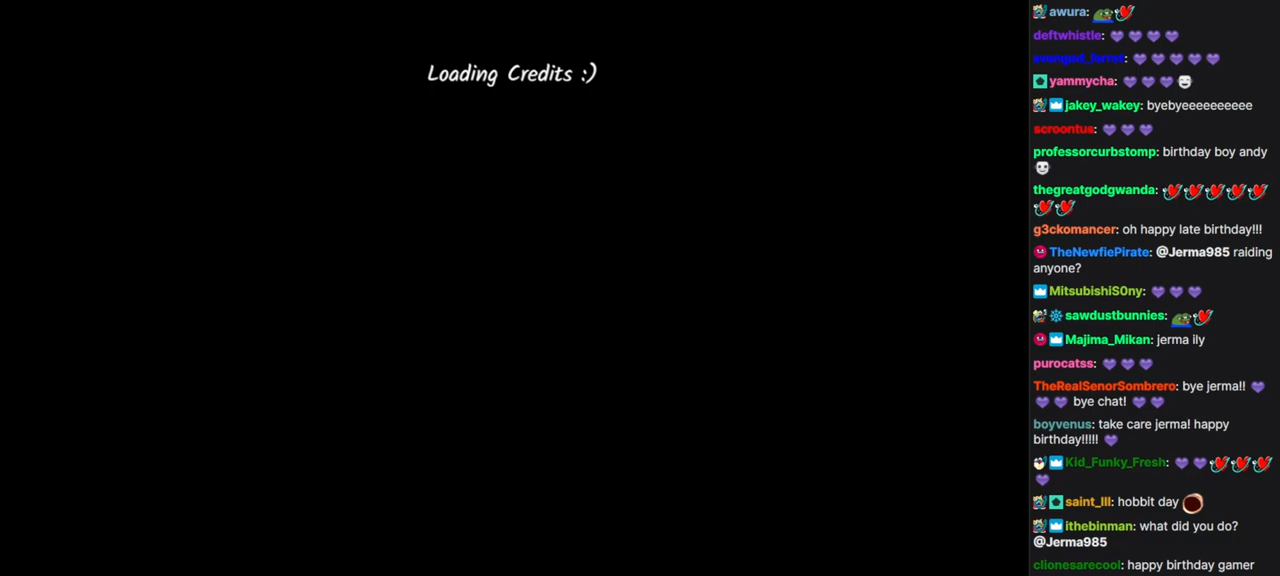 Loading Credits :)
awura:
deftwhistle:
yammycha:
jakey_wakey: byebyeeeeeeeeee
scroontus:
professorcurbstomp: birthday boy andy
thegreatgodgwanda:
g3ckomancer: oh happy late birthday!!!
TheNewfiePirate: @Jerma985 raiding
anyone?
MitsubishiS0ny:
sawdustbunnies:
Majima_Mikan: jerma ily
purocatss:
TheRealSenorSombrero: bye jerma!!
bye chat!
boyvenus: take care jerma! happy
birthday!!!!!
Kid_Funky_Fresh:
saint_lll: hobbit day
ithebinman: what did you do?
@Jerma985
clionesarecool: happy birthday gamer